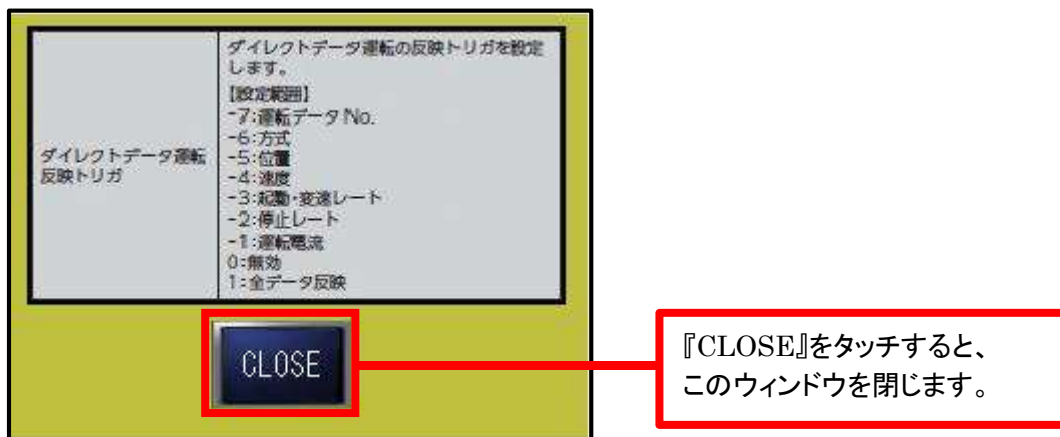 ダイレクトデータ運転
反映トリガ
ダイレクトデータ運転の反映トリガを設定
します。
【設定範囲】
-7:運転データNo.
-6:方式
-5:位置
-4:速度
-3:起動・変速レート
-2:停止レート
-1:運転電流
0:無効
1:全データ反映
CLOSE
『CLOSE』をタッチすると、
このウィンドウを閉じます。